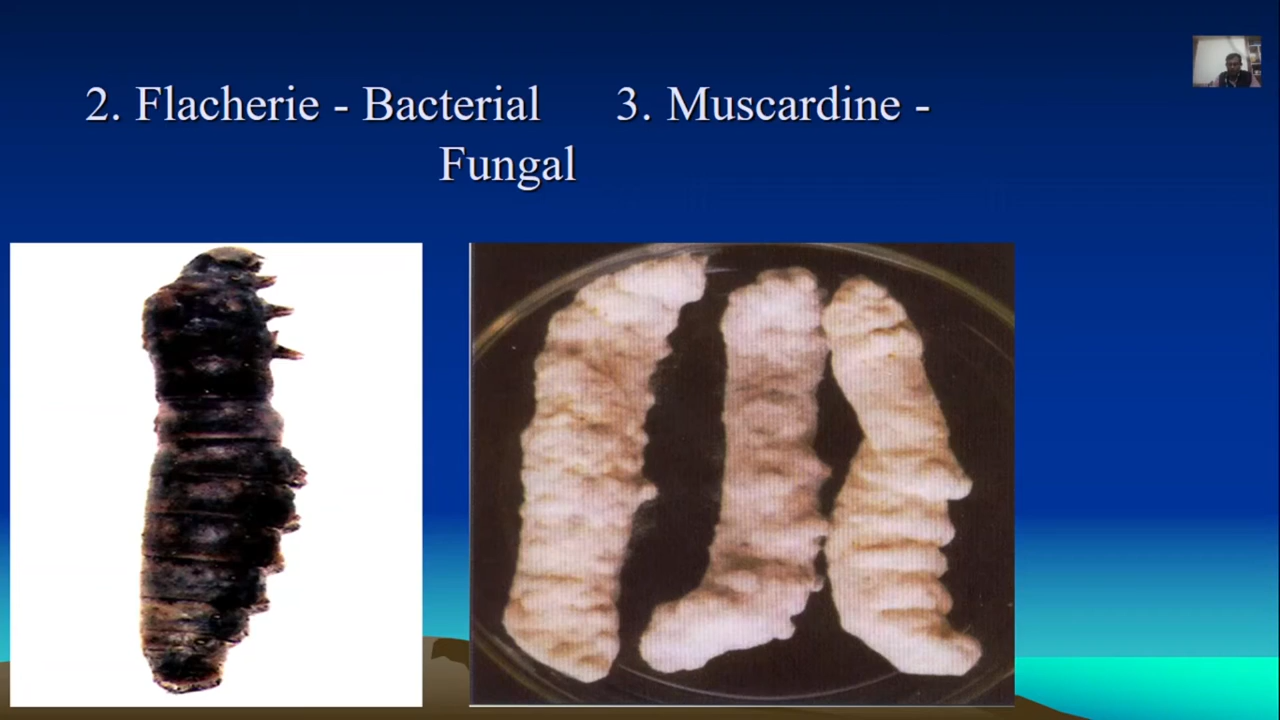 2. Flacherie - Bacterial 3. Muscardine -
Fungal